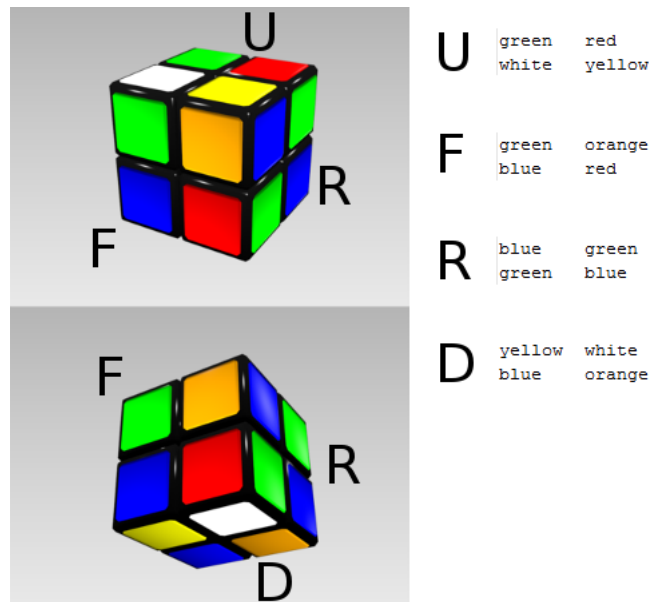 U
R
F
F
R
D
U
green red
white yellow
F
green orange
blue red
R
blue green
green blue
D
yellow white
blue orange